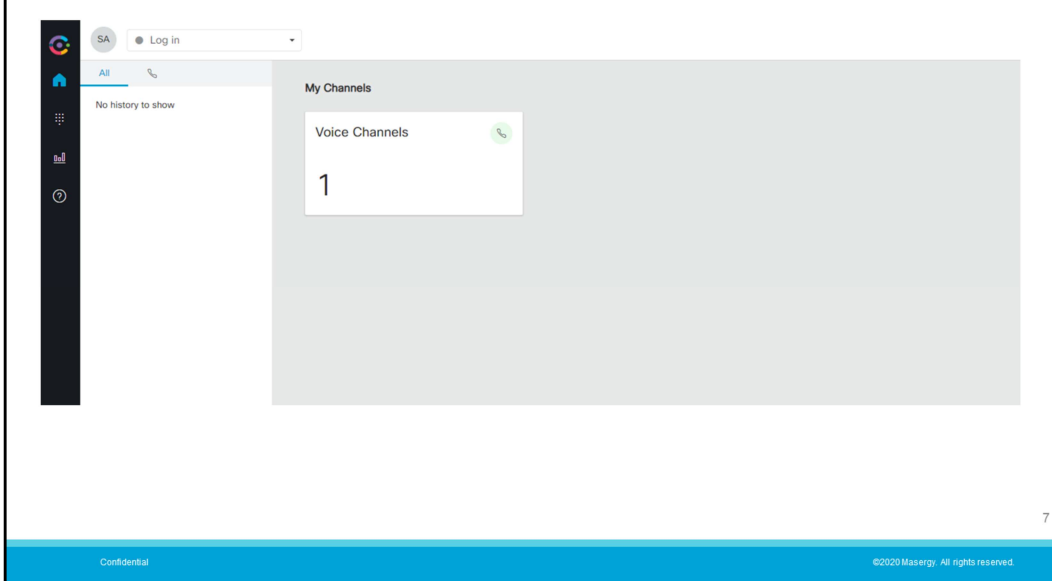 SA
Log in
All
No history to show
My Channels
Voice Channels
1
7
Confidential
©2020 Masergy. All rights reserved.